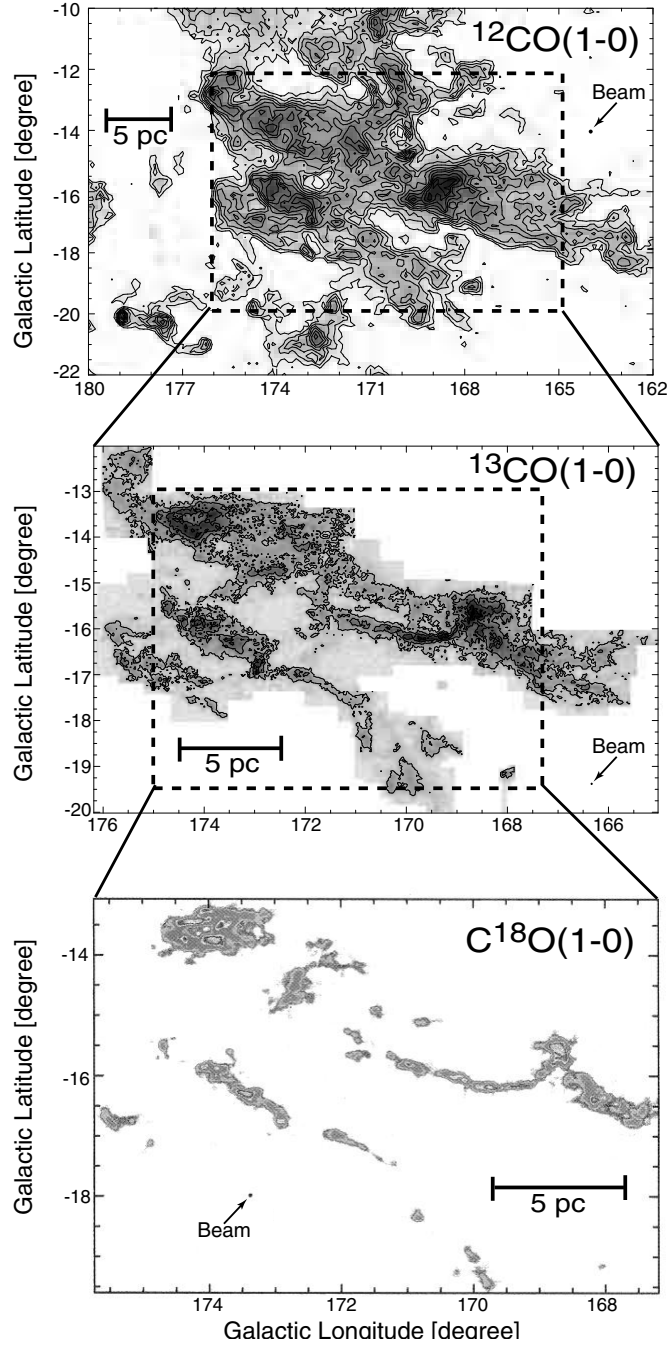 ¹²CO(1-0)
Beam
5 pc
Galactic Latitude [degree]
-10
-12
-14
-16
-18
-20
-22
180 177 174 171 168 165 162
¹³CO(1-0)
Galactic Latitude [degree]
-13
-14
-15
-16
-17
-18
-19
-20
5 pc
Beam
176 174 172 170 168 166
C¹⁸O(1-0)
Galactic Latitude [degree]
-14
-16
-18
5 pc
Beam
174 172 170 168
Galactic Longitude [degree]